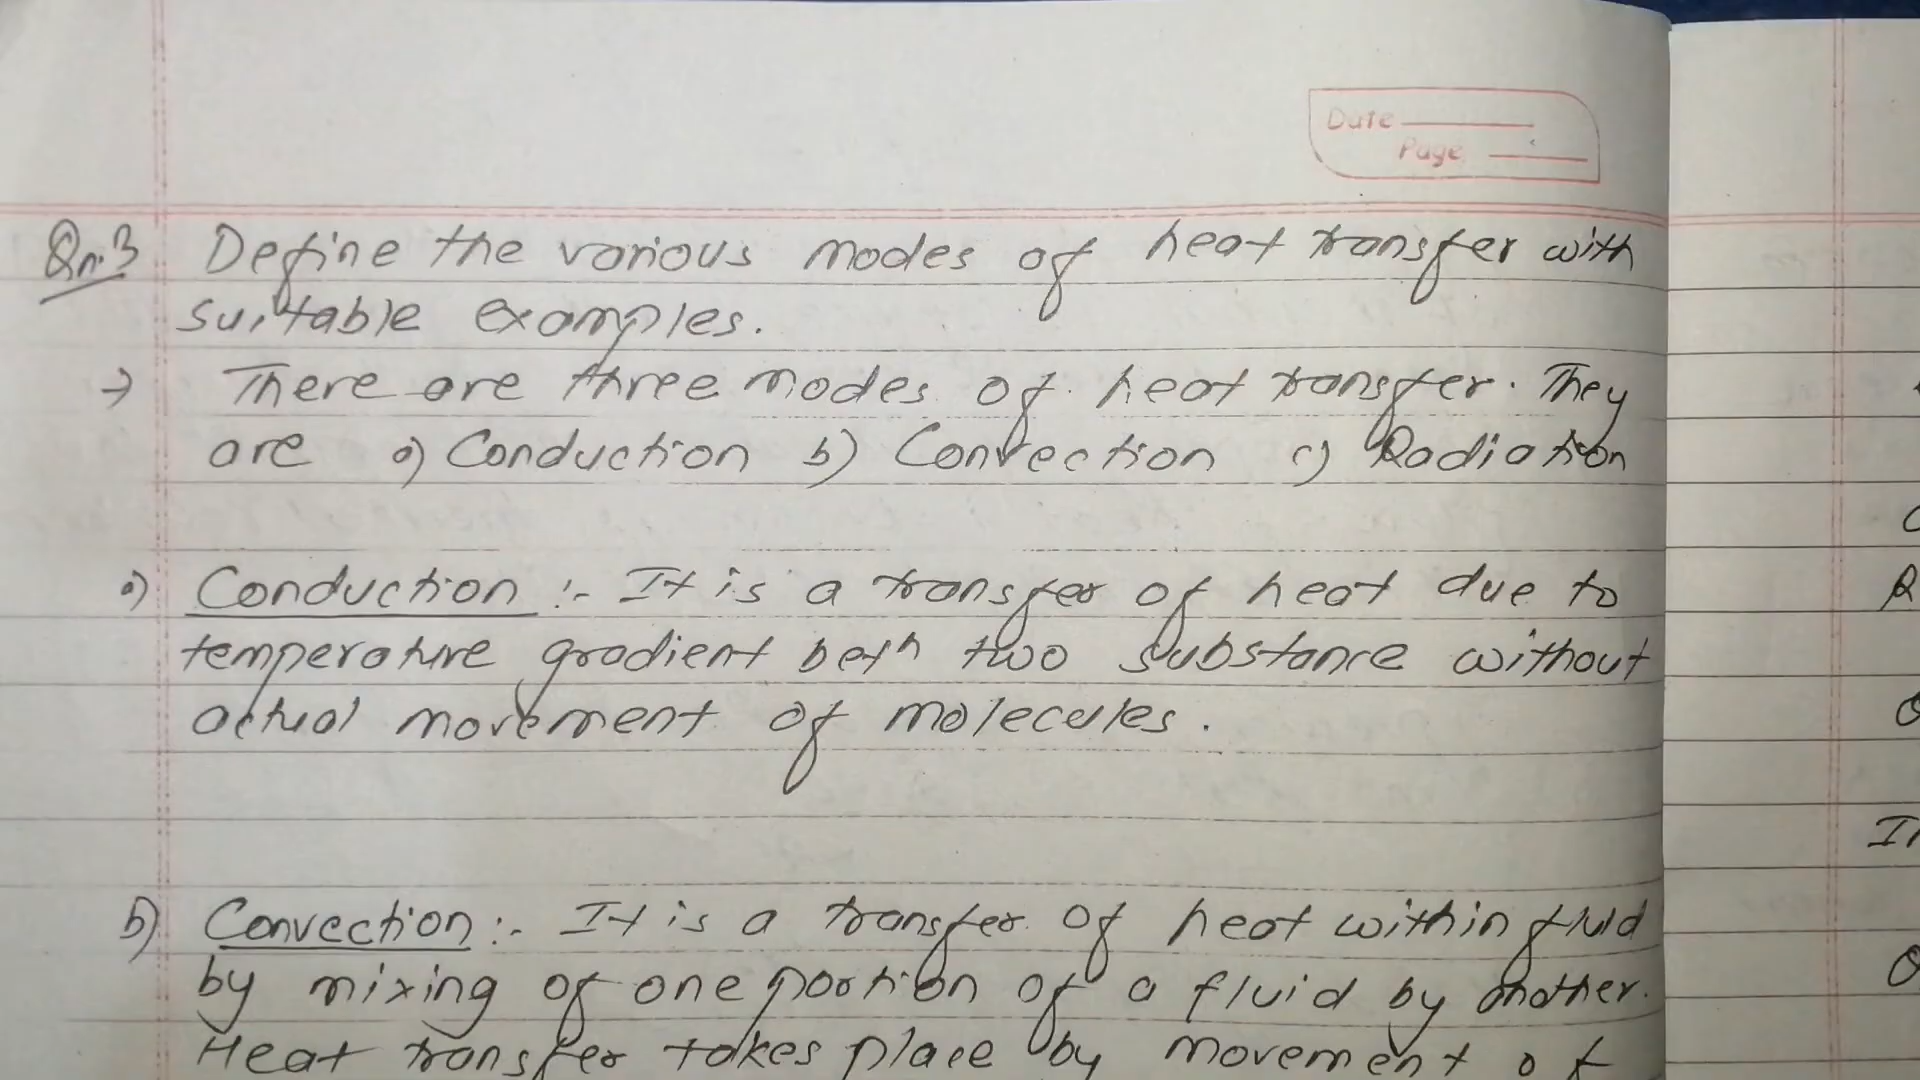 Date
Page
Qn.3 Define the various modes of heat transfer with
suitable examples.
→ There are three modes of heat transfer. They
are a) Conduction b) Convection c) Radiation
a) Conduction :- It is a transfer of heat due to
temperature gradient betn two substance without
actual movement of molecules.
b) Convection :- It is a transfer of heat within fluid
by mixing of one portion of a fluid by another.
Heat transfer takes place by movement of